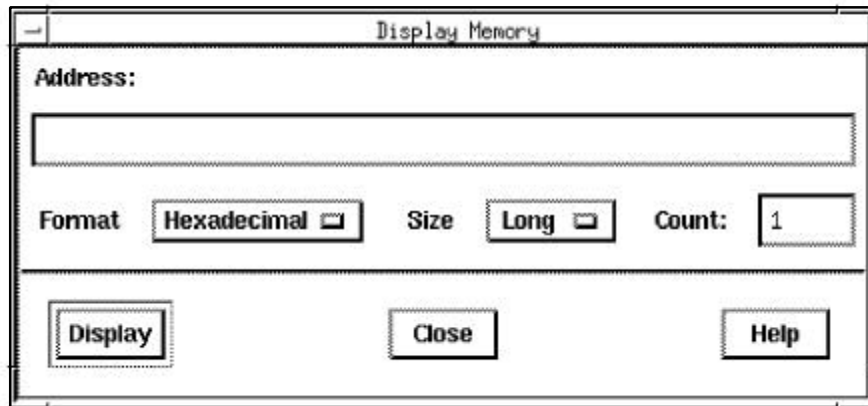 Display Memory
Address:
Format Hexadecimal Size Long Count: 1
Display Close Help